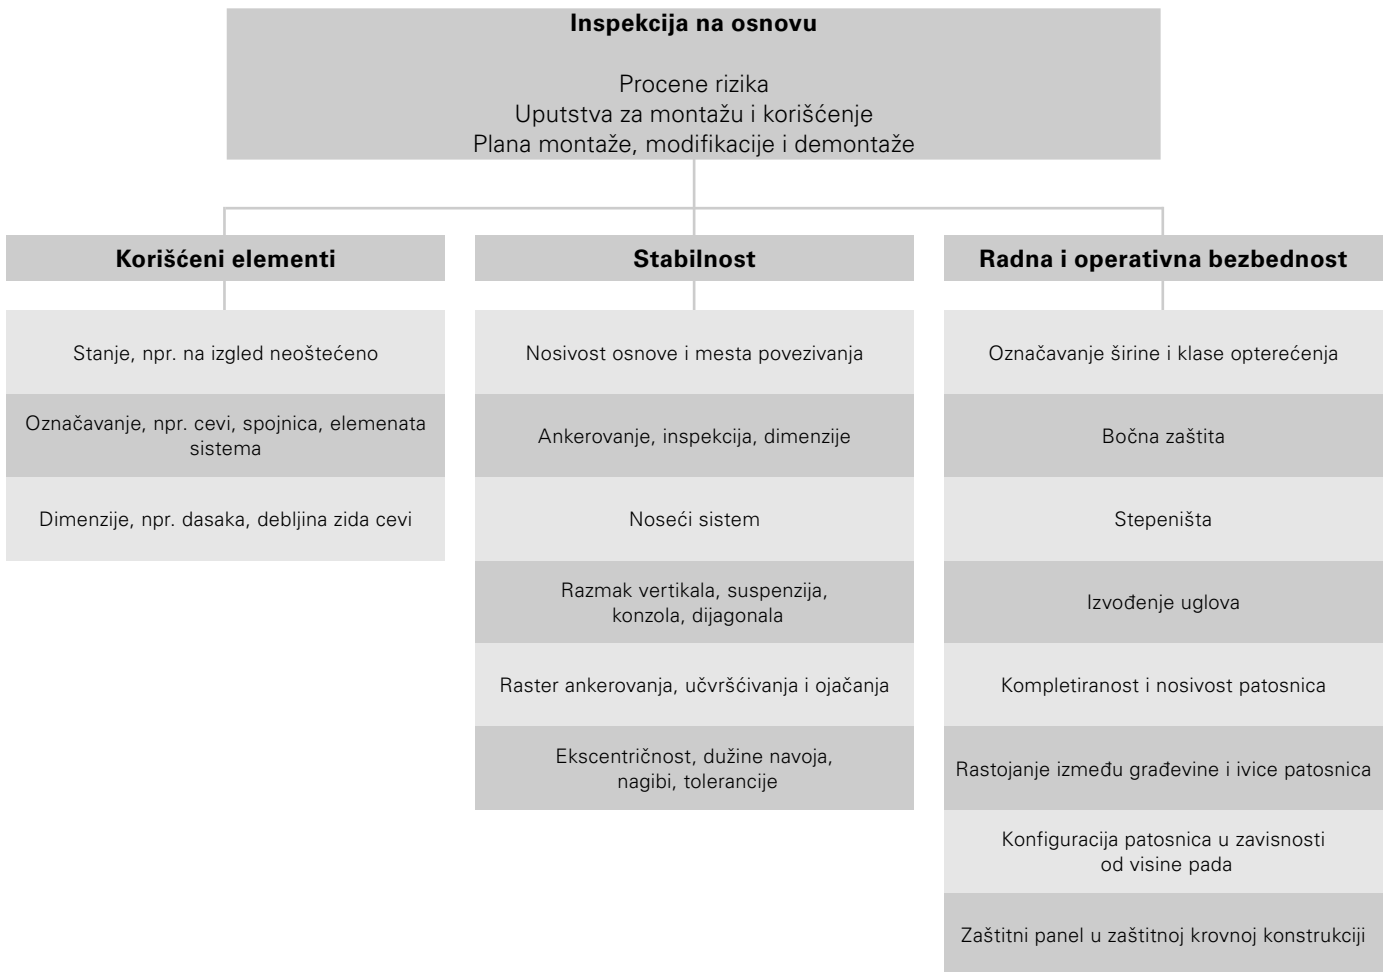 Inspekcija na osnovu
Procene rizika
Uputstva za montažu i korišćenje
Plana montaže, modifikacije i demontaže
Korišćeni elementi
Stanje, npr. na izgled neoštećeno
Označavanje, npr. cevi, spojnica, elemenata
sistema
Dimenzije, npr. dasaka, debljina zida cevi
Stabilnost
Nosivost osnove i mesta povezivanja
Ankerovanje, inspekcija, dimenzije
Noseći sistem
Razmak vertikala, suspenzija,
konzola, dijagonala
Raster ankerovanja, učvršćivanja i ojačanja
Ekscentričnost, dužine navoja,
nagibi, tolerancije
Radna i operativna bezbednost
Označavanje širine i klase opterećenja
Bočna zaštita
Stepeništa
Izvođenje uglova
Kompletiranost i nosivost patosnica
Rastojanje između građevine i ivice patosnica
Konfiguracija patosnica u zavisnosti
od visine pada
Zaštitni panel u zaštitnoj krovnoj konstrukciji